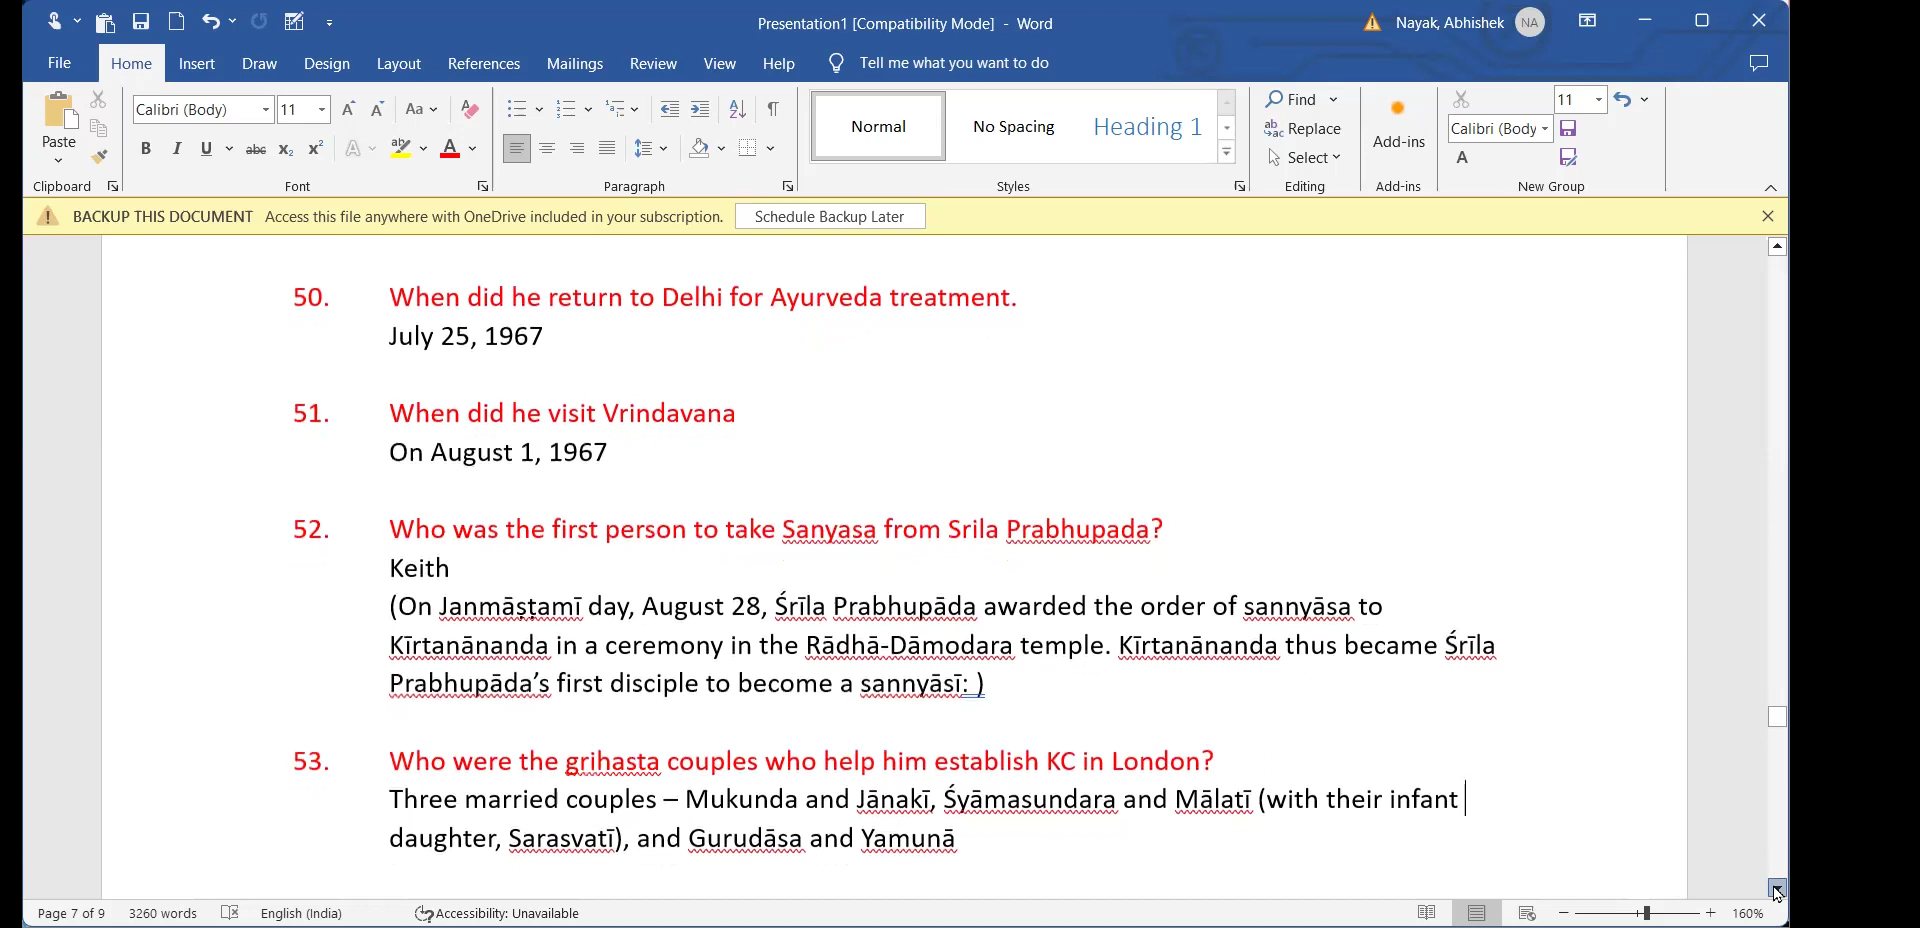 Presentation1 [Compatibility Mode] - Word
Nayak, Abhishek NA
File Home Insert Draw Design Layout References Mailings Review View Help Tell me what you want to do
Paste
Calibri (Body) 11
Aa
Normal
No Spacing
Heading 1
Find
Replace
Select
Add-ins
11
Calibri (Body
Clipboard Font Paragraph Styles Editing Add-ins New Group
BACKUP THIS DOCUMENT Access this file anywhere with OneDrive included in your subscription. Schedule Backup Later
50. When did he return to Delhi for Ayurveda treatment.
July 25, 1967
51. When did he visit Vrindavana
On August 1, 1967
52. Who was the first person to take Sanyasa from Srila Prabhupada?
Keith
(On Janmāṣṭamī day, August 28, Śrīla Prabhupāda awarded the order of sannyāsa to
Kīrtanānanda in a ceremony in the Rādhā-Dāmodara temple. Kīrtanānanda thus became Śrīla
Prabhupāda’s first disciple to become a sannyāsī: )
53. Who were the grihasta couples who help him establish KC in London?
Three married couples – Mukunda and Jānakī, Śyāmasundara and Mālatī (with their infant
daughter, Sarasvatī), and Gurudāsa and Yamunā
Page 7 of 9 3260 words English (India) Accessibility: Unavailable 160%